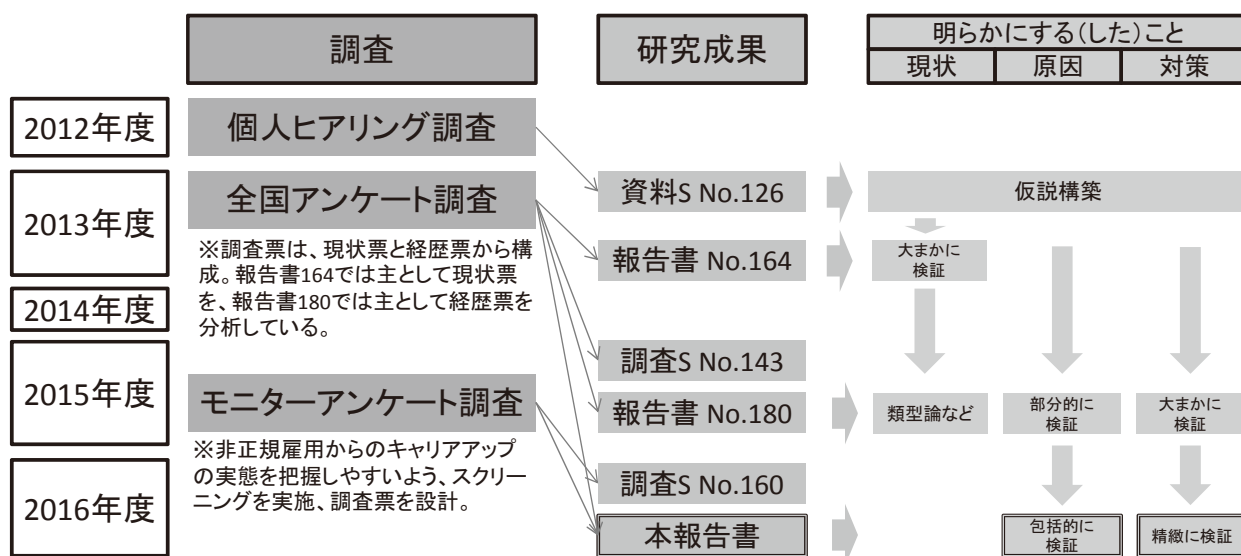 調査
研究成果
明らかにする(した)こと
現状
原因
対策
2012年度
個人ヒアリング調査
2013年度
全国アンケート調査
資料S No.126
仮説構築
※調査票は、現状票と経歴票から構
成。報告書164では主として現状票
を、報告書180では主として経歴票を
分析している。
報告書 No.164
大まかに
検証
2014年度
2015年度
調査S No.143
モニターアンケート調査
報告書 No.180
類型論など
部分的に
検証
大まかに
検証
※非正規雇用からのキャリアアップ
の実態を把握しやすいよう、スクリー
ニングを実施、調査票を設計。
2016年度
調査S No.160
本報告書
包括的に
検証
精緻に検証